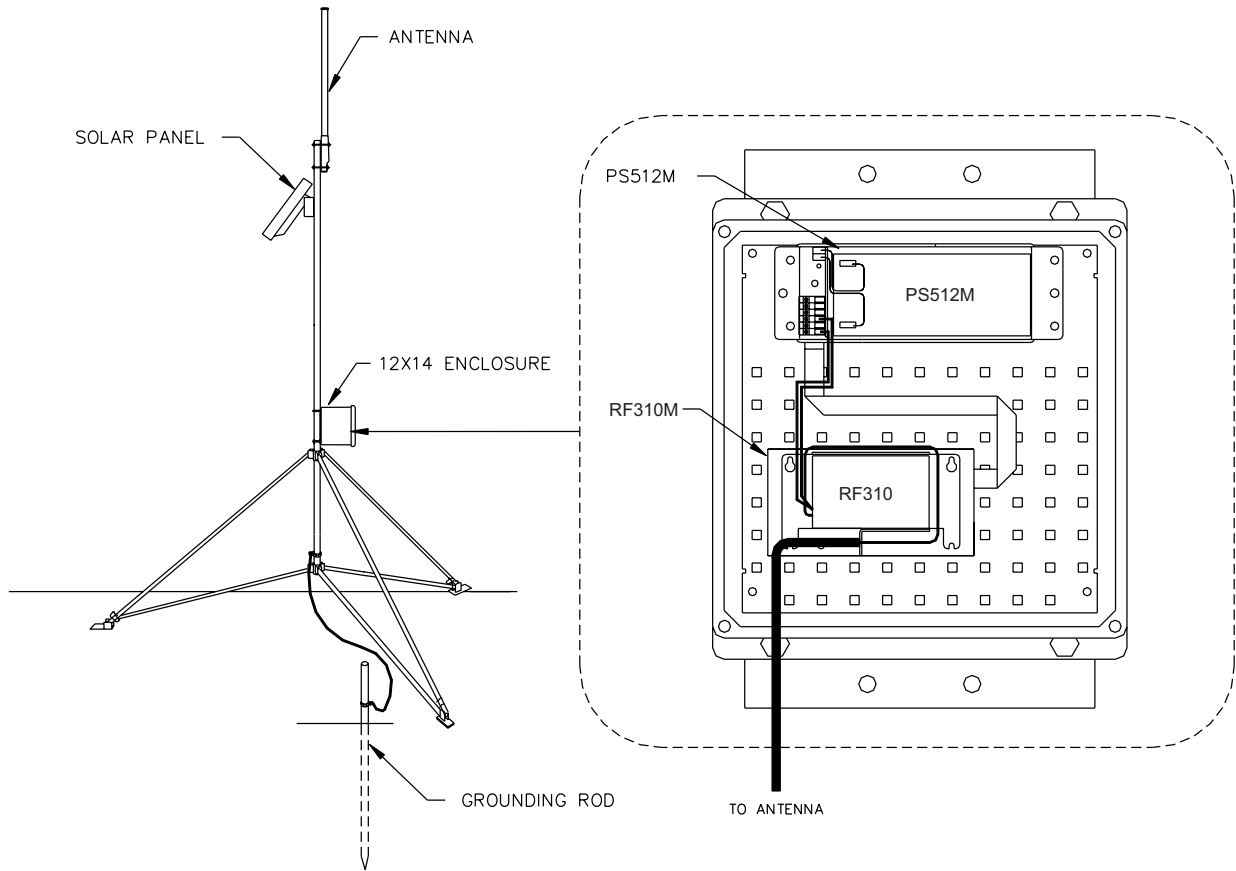 ANTENNA
SOLAR PANEL
PS512M
PS512M
12X14 ENCLOSURE
RF310M
RF310
GROUNDING ROD
TO ANTENNA